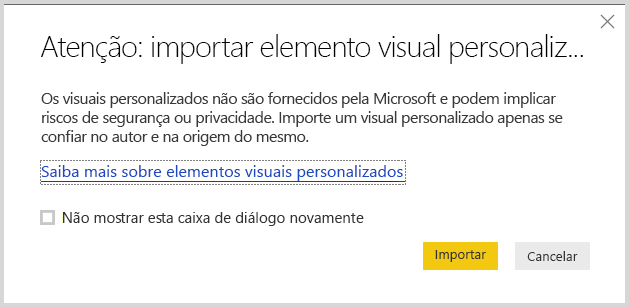 Atenção: importar elemento visual personaliz...
Os visuais personalizados não são fornecidos pela Microsoft e podem implicar
riscos de segurança ou privacidade. Importe um visual personalizado apenas se
confiar no autor e na origem do mesmo.
Saiba mais sobre elementos visuais personalizados
Não mostrar esta caixa de diálogo novamente
Importar
Cancelar